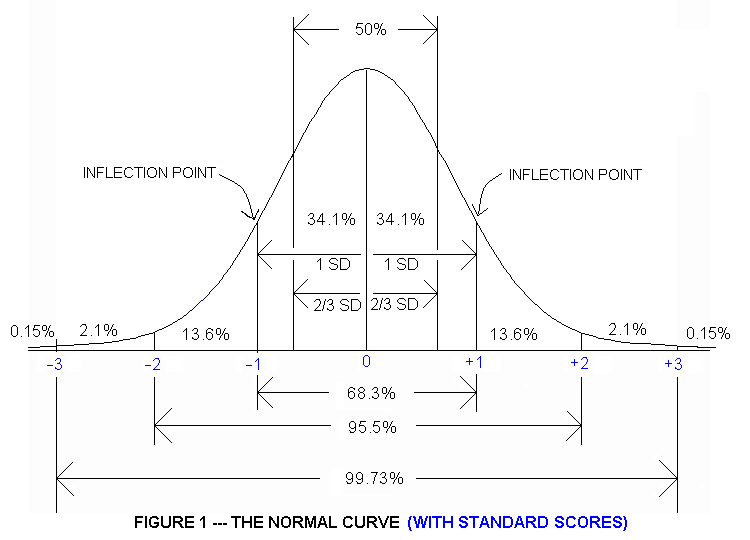 50%
INFLECTION POINT
INFLECTION POINT
34.1% 34.1%
1 SD 1 SD
2/3 SD 2/3 SD
0.15% 2.1% 13.6% 13.6% 2.1% 0.15%
-3 -2 -1 0 +1 +2 +3
68.3%
95.5%
99.73%
FIGURE 1 --- THE NORMAL CURVE (WITH STANDARD SCORES)